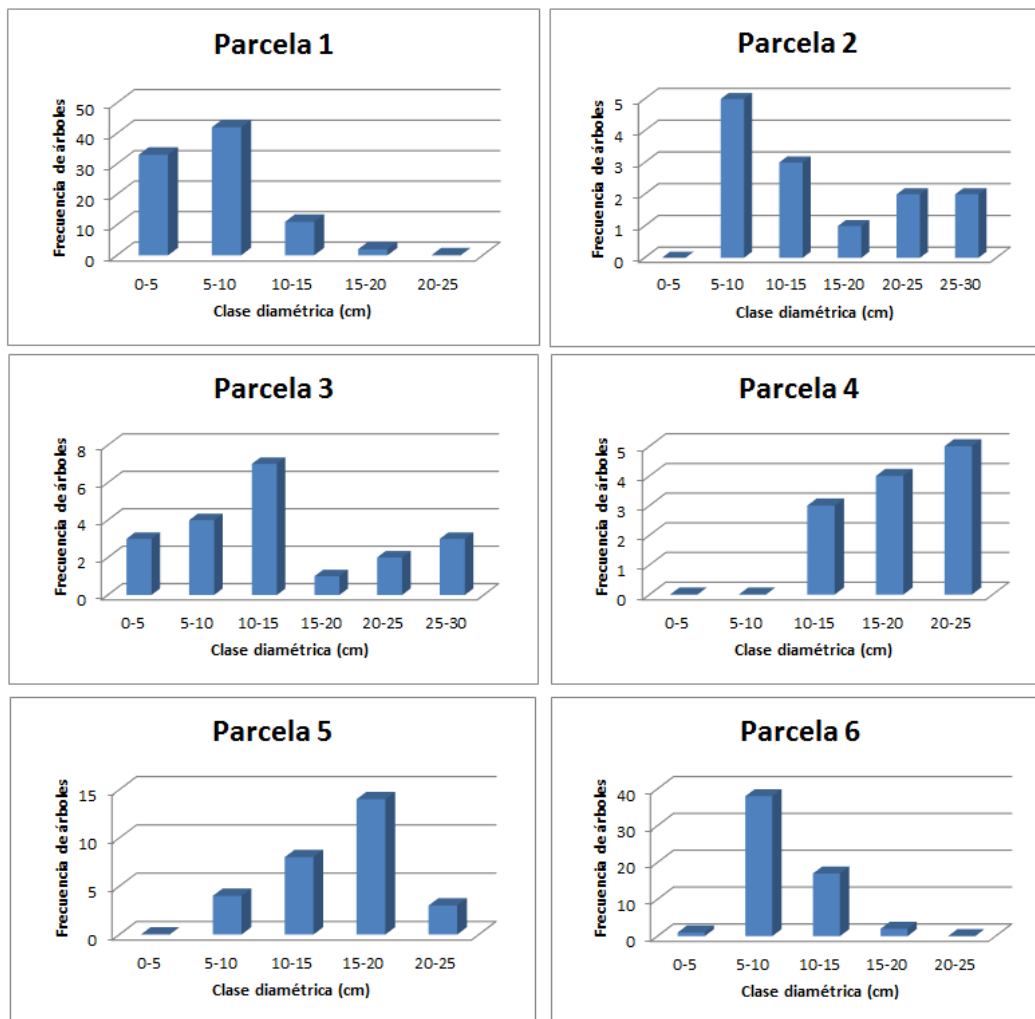 Parcela 1
Frecuencia de árboles
50
40
30
20
10
0
0-5 5-10 10-15 15-20 20-25
Clase diamétrica (cm)
Parcela 2
Frecuencia de árboles
5
4
3
2
1
0
0-5 5-10 10-15 15-20 20-25 25-30
Clase diamétrica (cm)
Parcela 3
Frecuencia de árboles
8
6
4
2
0
0-5 5-10 10-15 15-20 20-25 25-30
Clase diamétrica (cm)
Parcela 4
Frecuencia de árboles
5
4
3
2
1
0
0-5 5-10 10-15 15-20 20-25
Clase diamétrica (cm)
Parcela 5
Frecuencia de árboles
15
10
5
0
0-5 5-10 10-15 15-20 20-25
Clase diamétrica (cm)
Parcela 6
Frecuencia de árboles
40
30
20
10
0
0-5 5-10 10-15 15-20 20-25
Clase diamétrica (cm)